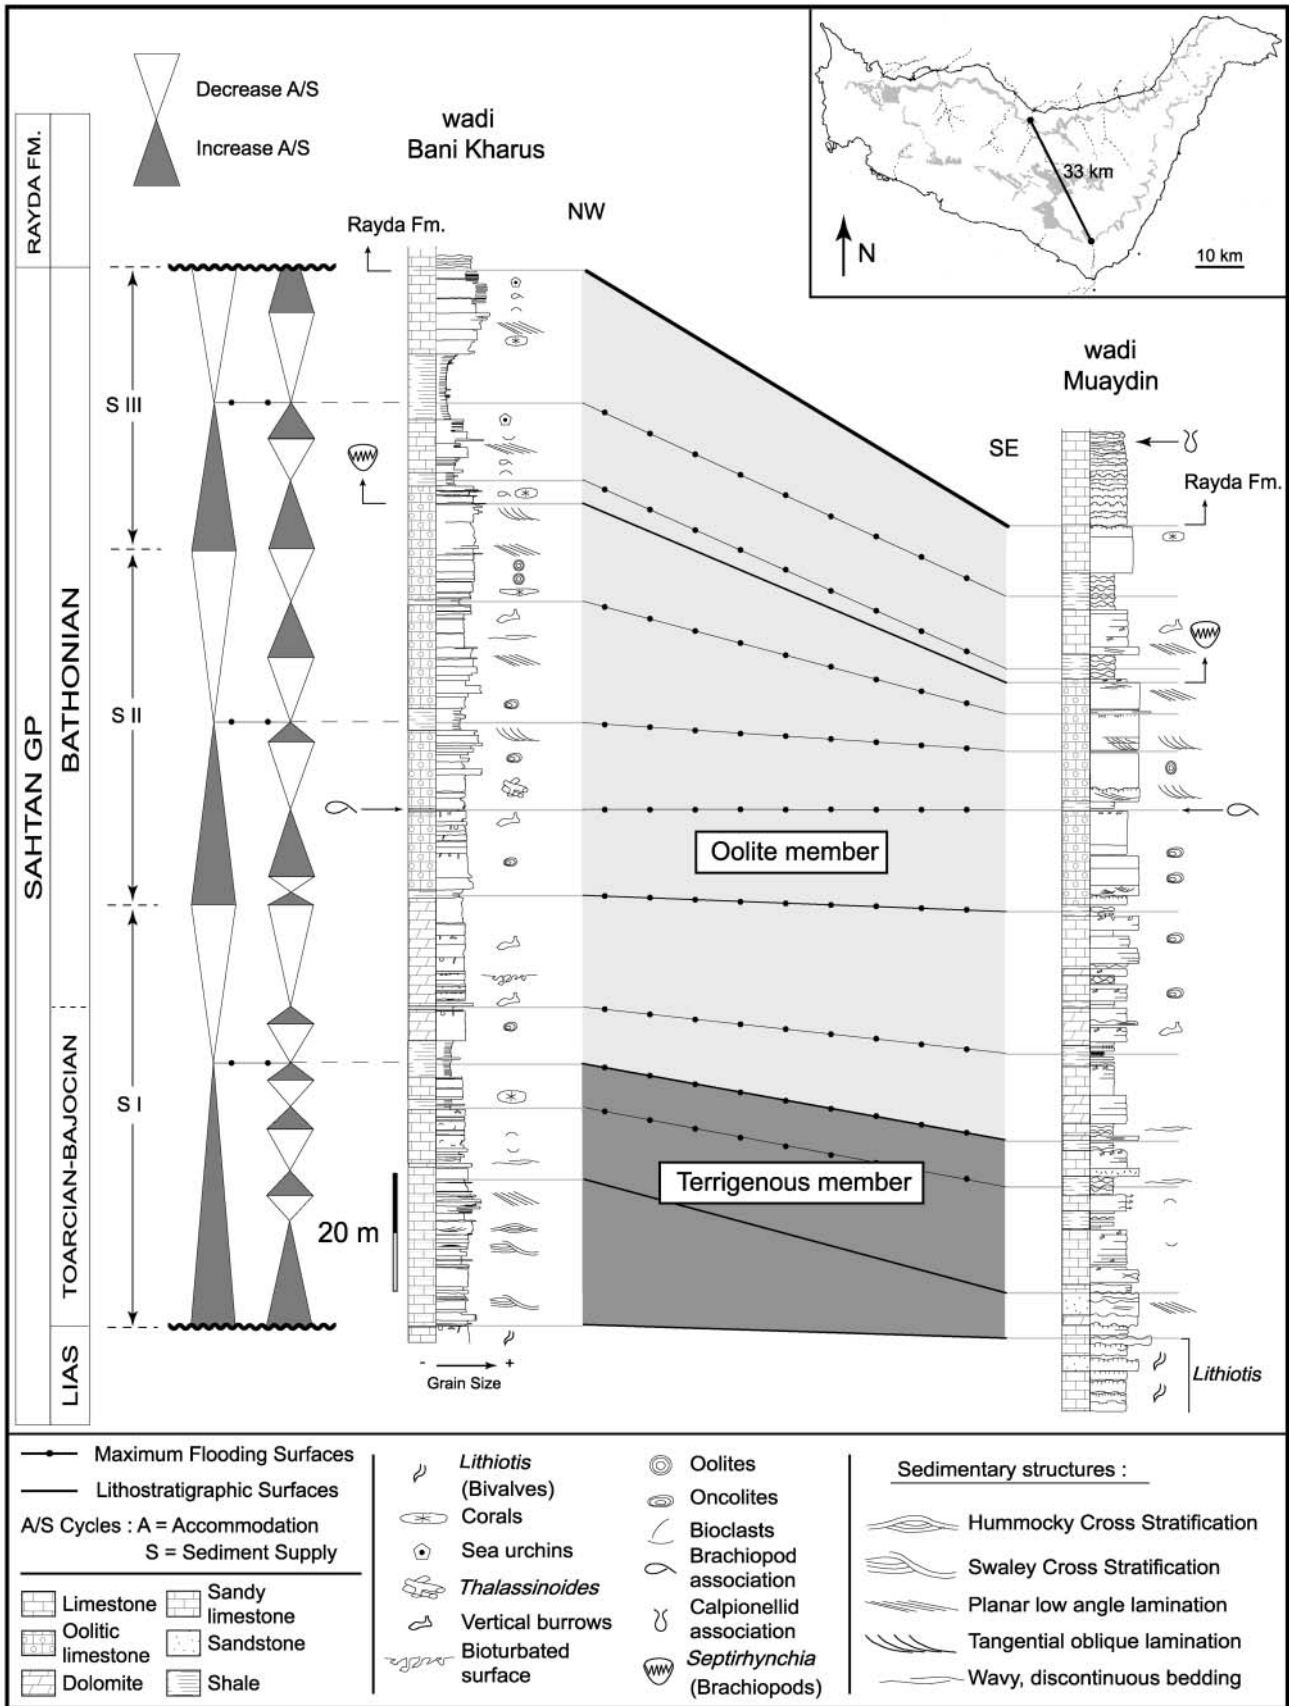 Decrease A/S
Increase A/S
wadi
Bani Kharus
NW
Rayda Fm.
33 km
N
10 km
wadi
Muaydin
SE
Rayda Fm.
RAYDA FM.
SAHTAN GP
BATHONIAN
TOARCIAN-BAJOCIAN
LIAS
S III
S II
S I
Oolite member
Terrigenous member
20 m
- +
Grain Size
Lithiotis
Maximum Flooding Surfaces
Lithostratigraphic Surfaces
A/S Cycles : A = Accommodation
S = Sediment Supply
Limestone
Sandy
limestone
Oolitic
limestone
Sandstone
Dolomite
Shale
Lithiotis
(Bivalves)
Corals
Sea urchins
Thalassinoides
Vertical burrows
Bioturbated
surface
Oolites
Oncolites
Bioclasts
Brachiopod
association
Calpionellid
association
Septirhynchia
(Brachiopods)
Sedimentary structures :
Hummocky Cross Stratification
Swaley Cross Stratification
Planar low angle lamination
Tangential oblique lamination
Wavy, discontinuous bedding